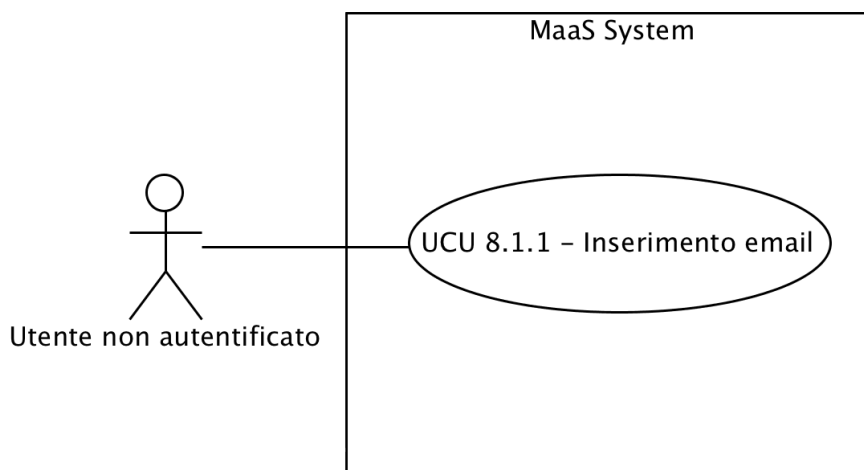 MaaS System
UCU 8.1.1 – Inserimento email
Utente non autentificato